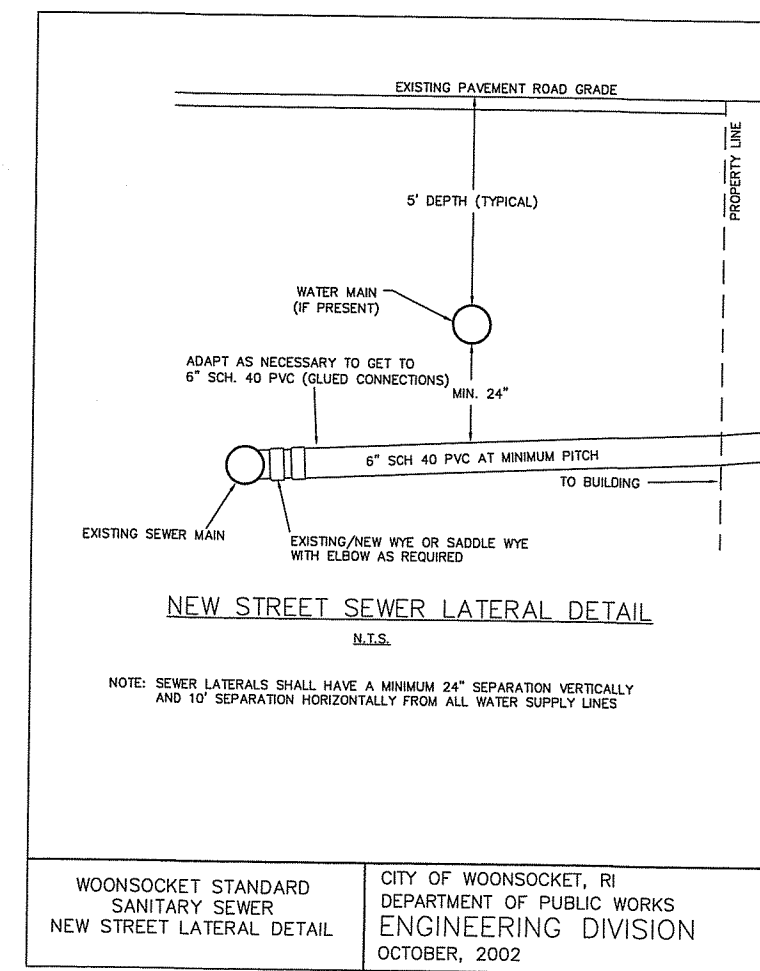 EXISTING PAVEMENT ROAD GRADE
PROPERTY LINE
5' DEPTH (TYPICAL)
WATER MAIN
(IF PRESENT)
ADAPT AS NECESSARY TO GET TO
6" SCH. 40 PVC (GLUED CONNECTIONS)
MIN. 24"
6" SCH 40 PVC AT MINIMUM PITCH
TO BUILDING
EXISTING SEWER MAIN
EXISTING/NEW WYE OR SADDLE WYE
WITH ELBOW AS REQUIRED
NEW STREET SEWER LATERAL DETAIL
N.T.S.
NOTE: SEWER LATERALS SHALL HAVE A MINIMUM 24" SEPARATION VERTICALLY
AND 10' SEPARATION HORIZONTALLY FROM ALL WATER SUPPLY LINES
WOONSOCKET STANDARD
SANITARY SEWER
NEW STREET LATERAL DETAIL
CITY OF WOONSOCKET, RI
DEPARTMENT OF PUBLIC WORKS
ENGINEERING DIVISION
OCTOBER, 2002